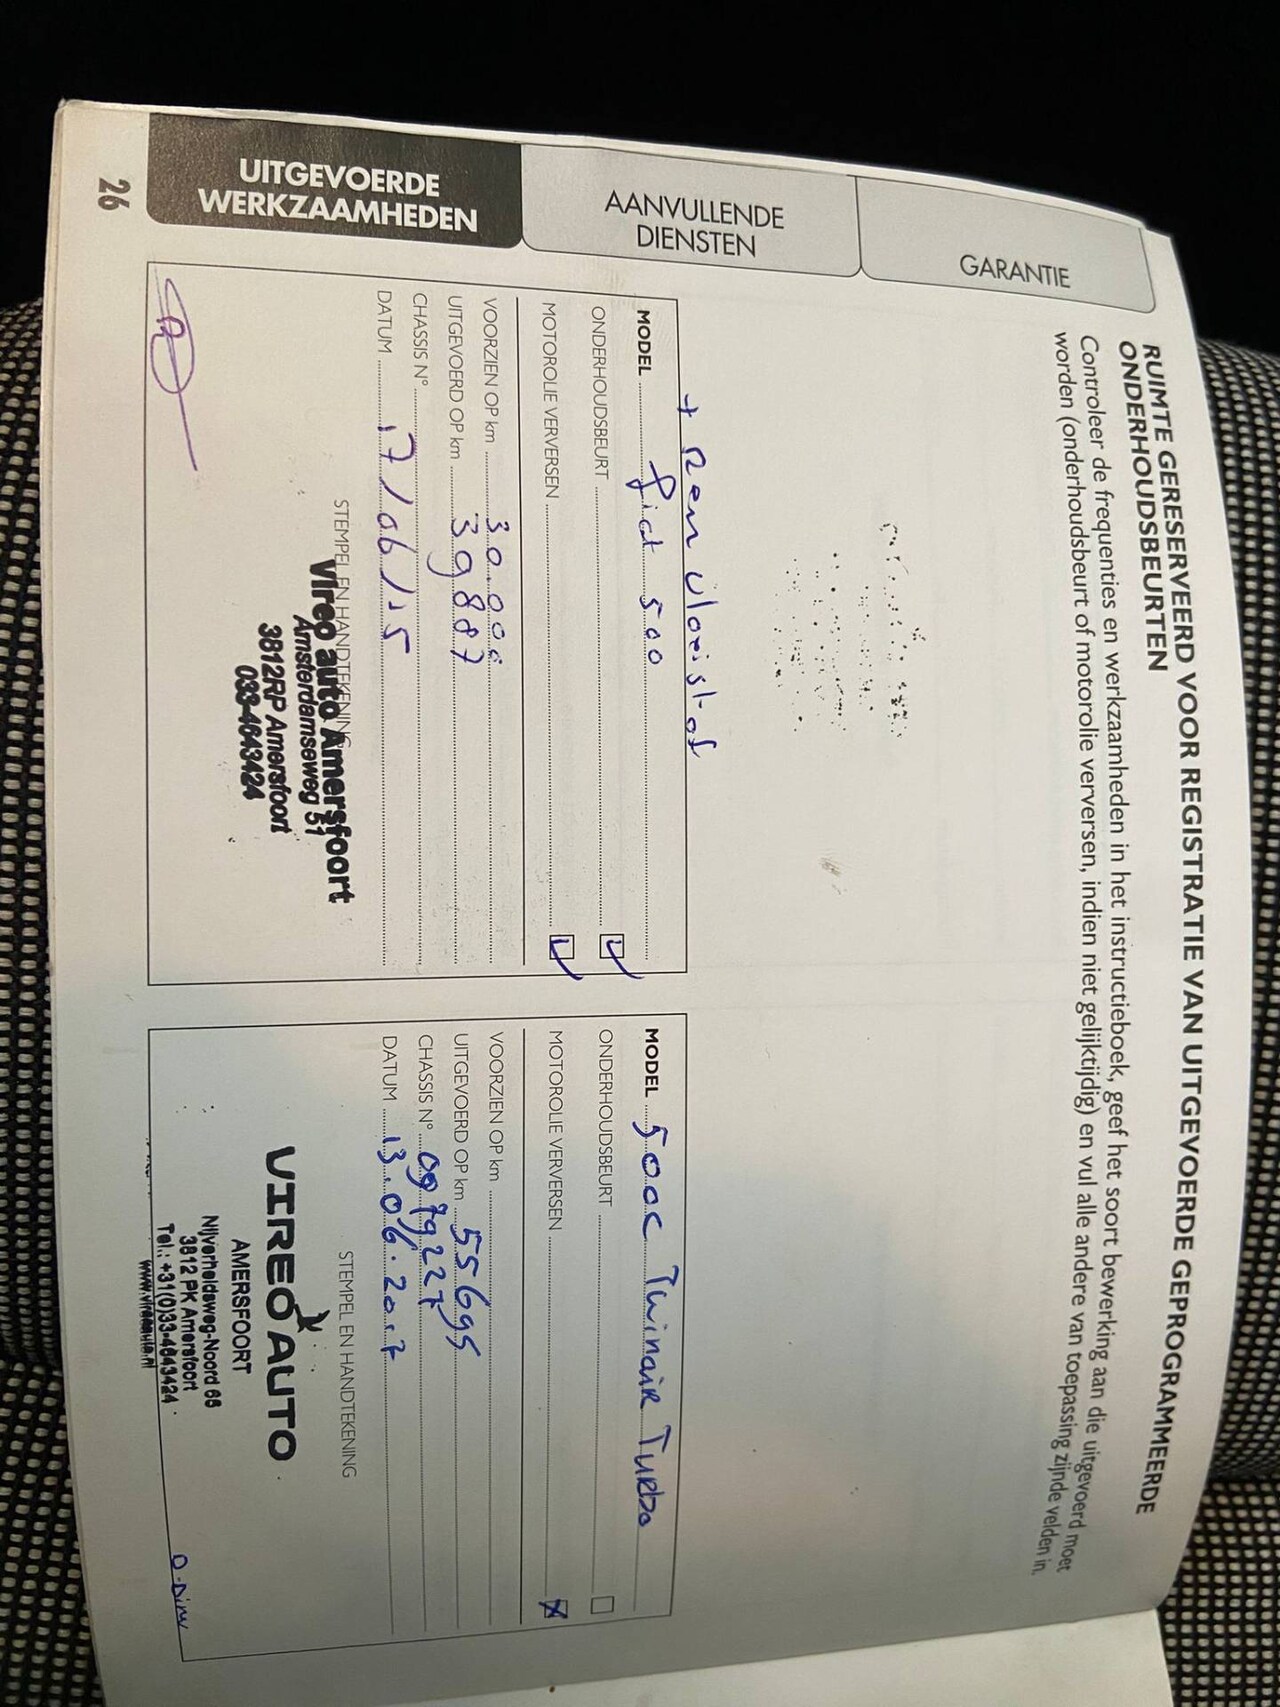 GARANTIE
AANVULLENDE
DIENSTEN
UITGEVOERDE
WERKZAAMHEDEN
26
RUIMTE GERESERVEERD VOOR REGISTRATIE VAN UITGEVOERDE GEPROGRAMMEERDE
ONDERHOUDSBEURTEN
Controleer de frequenties en werkzaamheden in het instructieboek, geef het soort bewerking aan die uitgevoerd moet
worden (onderhoudsbeurt of motorolie verversen, indien niet gelijktijdig) en vul alle andere van toepassing zijnde velden in.
+ Rem vloeistof
MODEL fiat 500
ONDERHOUDSBEURT
MOTOROLIE VERVERSEN
VOORZIEN OP km 30.000
UITGEVOERD OP km 39887
CHASSIS N°
DATUM 17/06/15
STEMPEL EN HANDTEKENING
Vireo auto Amersfoort
Amsterdamseweg 51
3812RP Amersfoort
033-4643424
MODEL 500C Twinair Turbo
ONDERHOUDSBEURT
MOTOROLIE VERVERSEN
VOORZIEN OP km
UITGEVOERD OP km 55695
CHASSIS N°
DATUM 13.06.2017
STEMPEL EN HANDTEKENING
VIREO AUTO
AMERSFOORT
Nijverheidsweg-Noord 66
3812 PK Amersfoort
Tel.: +31(0)33-4643424
www.vireoauto.nl